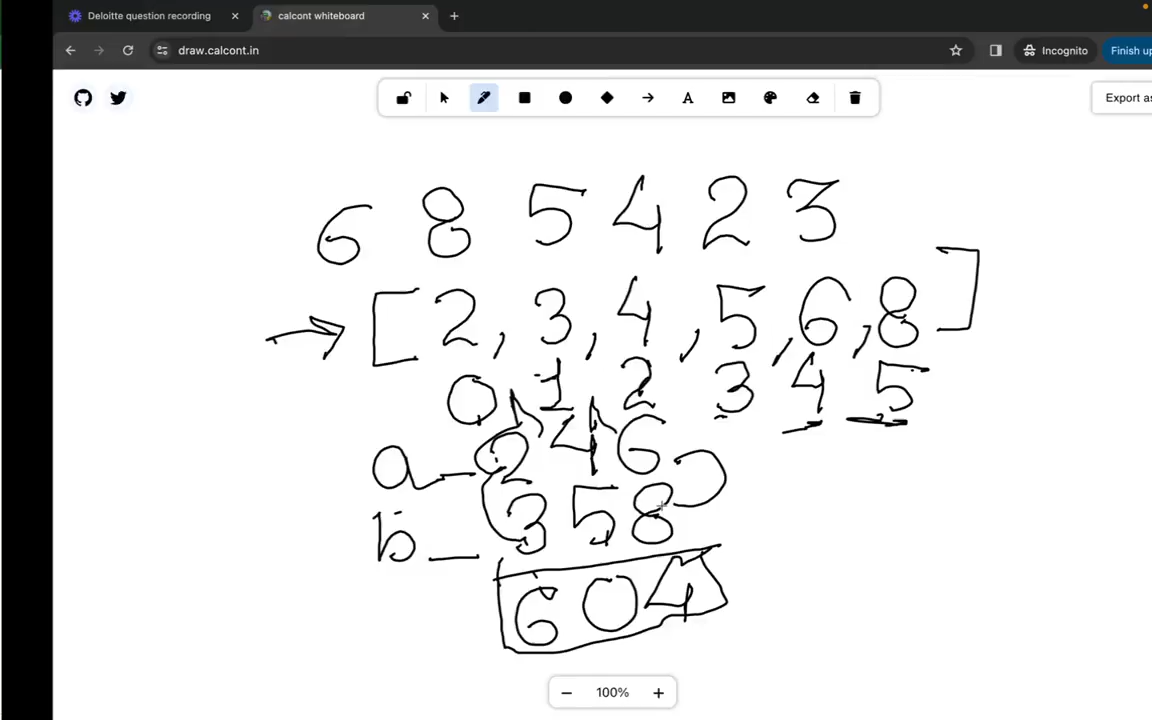 Deloitte question recording
calcont whiteboard
draw.calcont.in
Incognito
Finish up
A
Export as
6 8 5 4 2 3
[2, 3, 4, 5, 6, 8]
0 1 2 3 4 5
a_ 2 4 6
b_ 3 5 8
604
100%